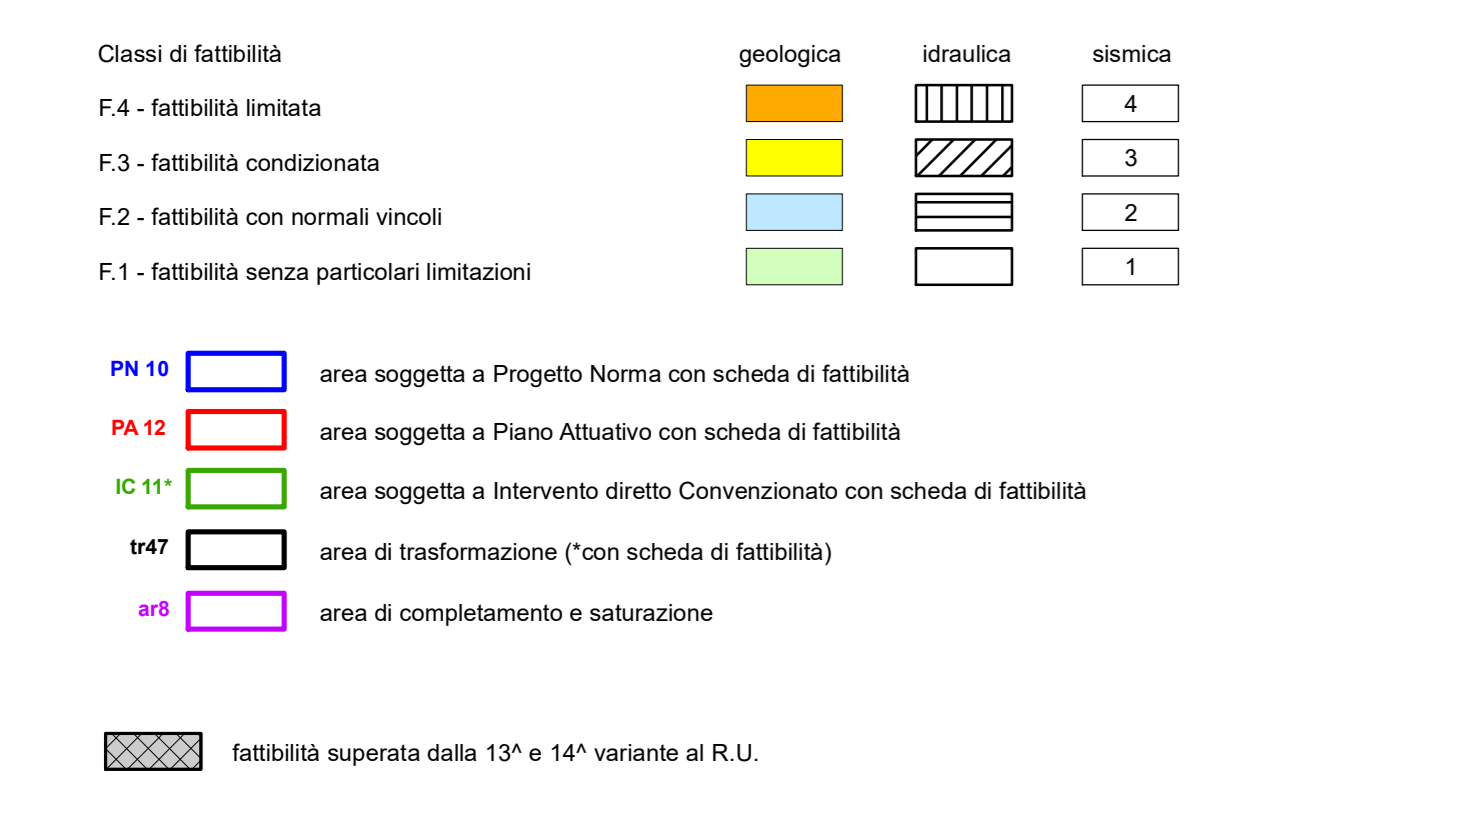 Classi di fattibilità geologica idraulica sismica
F.4 - fattibilità limitata 4
F.3 - fattibilità condizionata 3
F.2 - fattibilità con normali vincoli 2
F.1 - fattibilità senza particolari limitazioni 1
PN 10 area soggetta a Progetto Norma con scheda di fattibilità
PA 12 area soggetta a Piano Attuativo con scheda di fattibilità
IC 11* area soggetta a Intervento diretto Convenzionato con scheda di fattibilità
tr47 area di trasformazione (*con scheda di fattibilità)
ar8 area di completamento e saturazione
fattibilità superata dalla 13^ e 14^ variante al R.U.